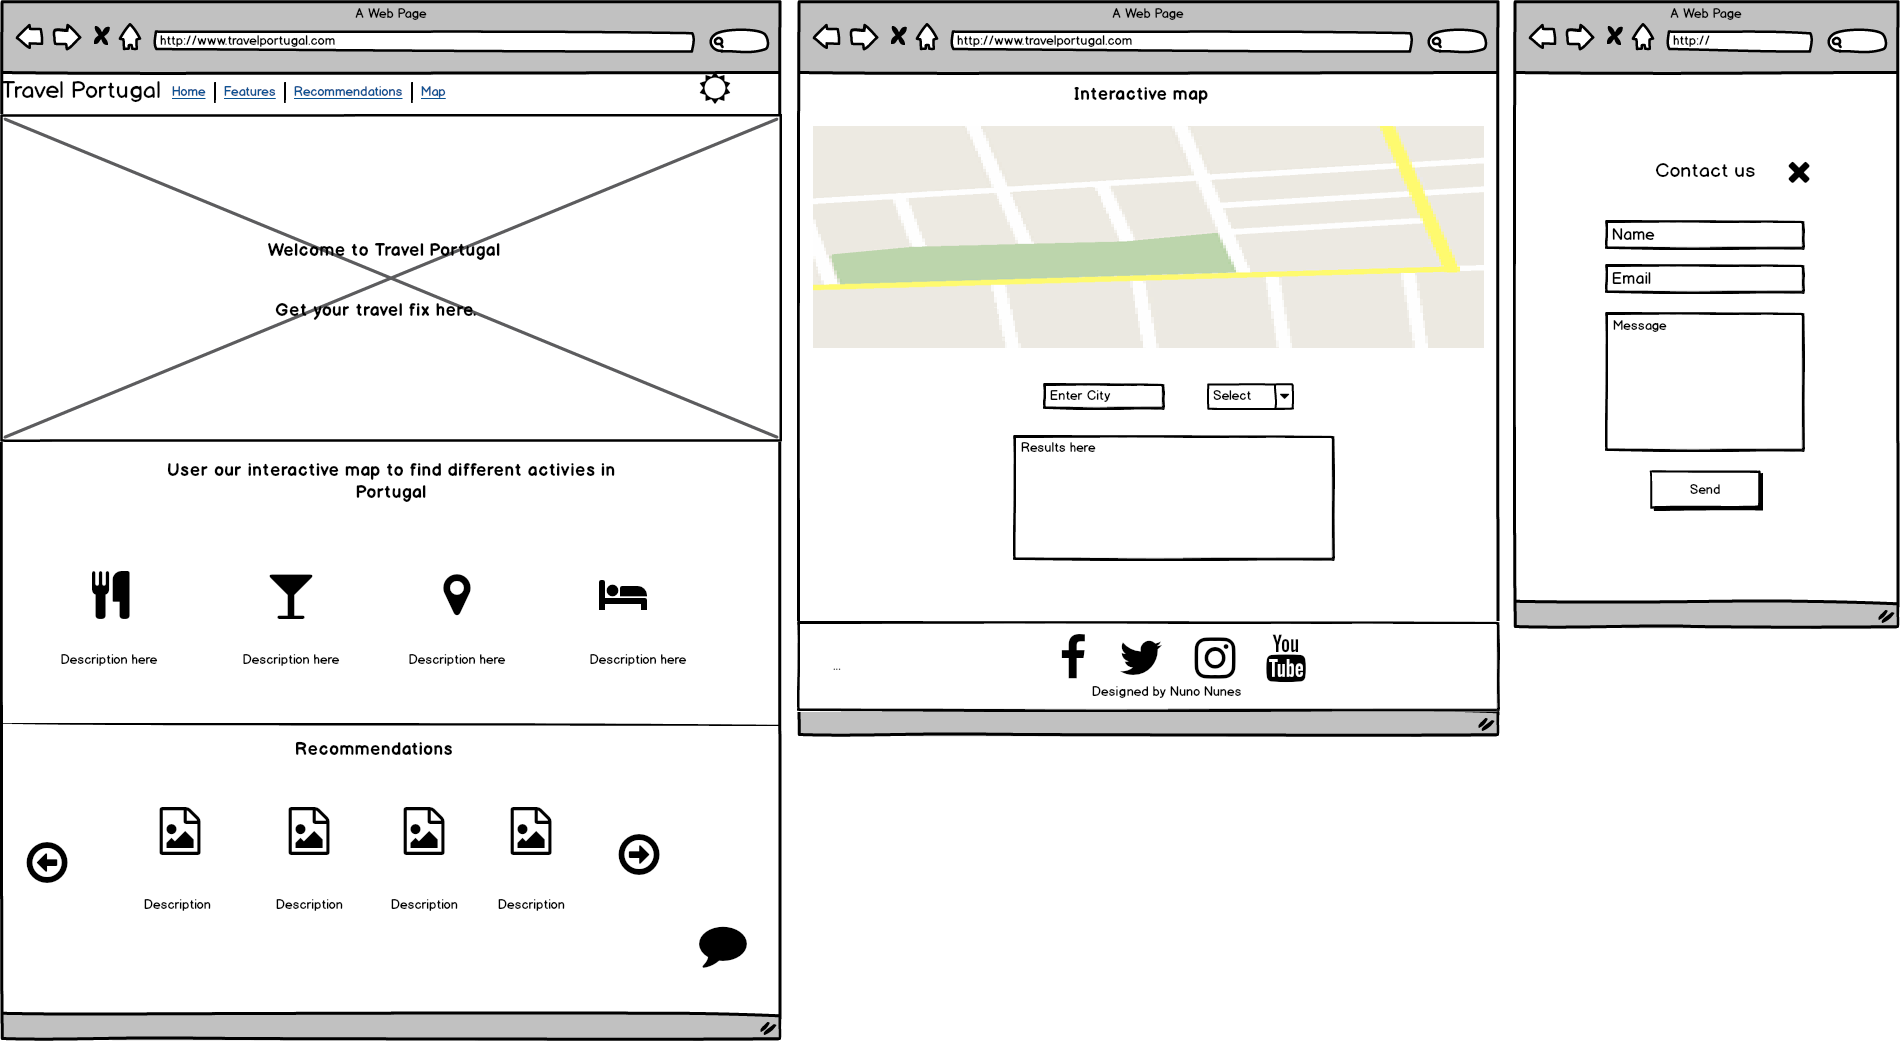 A Web Page
http://www.travelportugal.com
Travel Portugal
Home
Features
Recommendations
Map
Welcome to Travel Portugal
Get your travel fix here.
User our interactive map to find different activies in
Portugal
Description here
Description here
Description here
Description here
Recommendations
Description
Description
Description
Description
A Web Page
http://www.travelportugal.com
Interactive map
Enter City
Select
Results here
...
You
Tube
Designed by Nuno Nunes
A Web Page
http://
Contact us
Name
Email
Message
Send